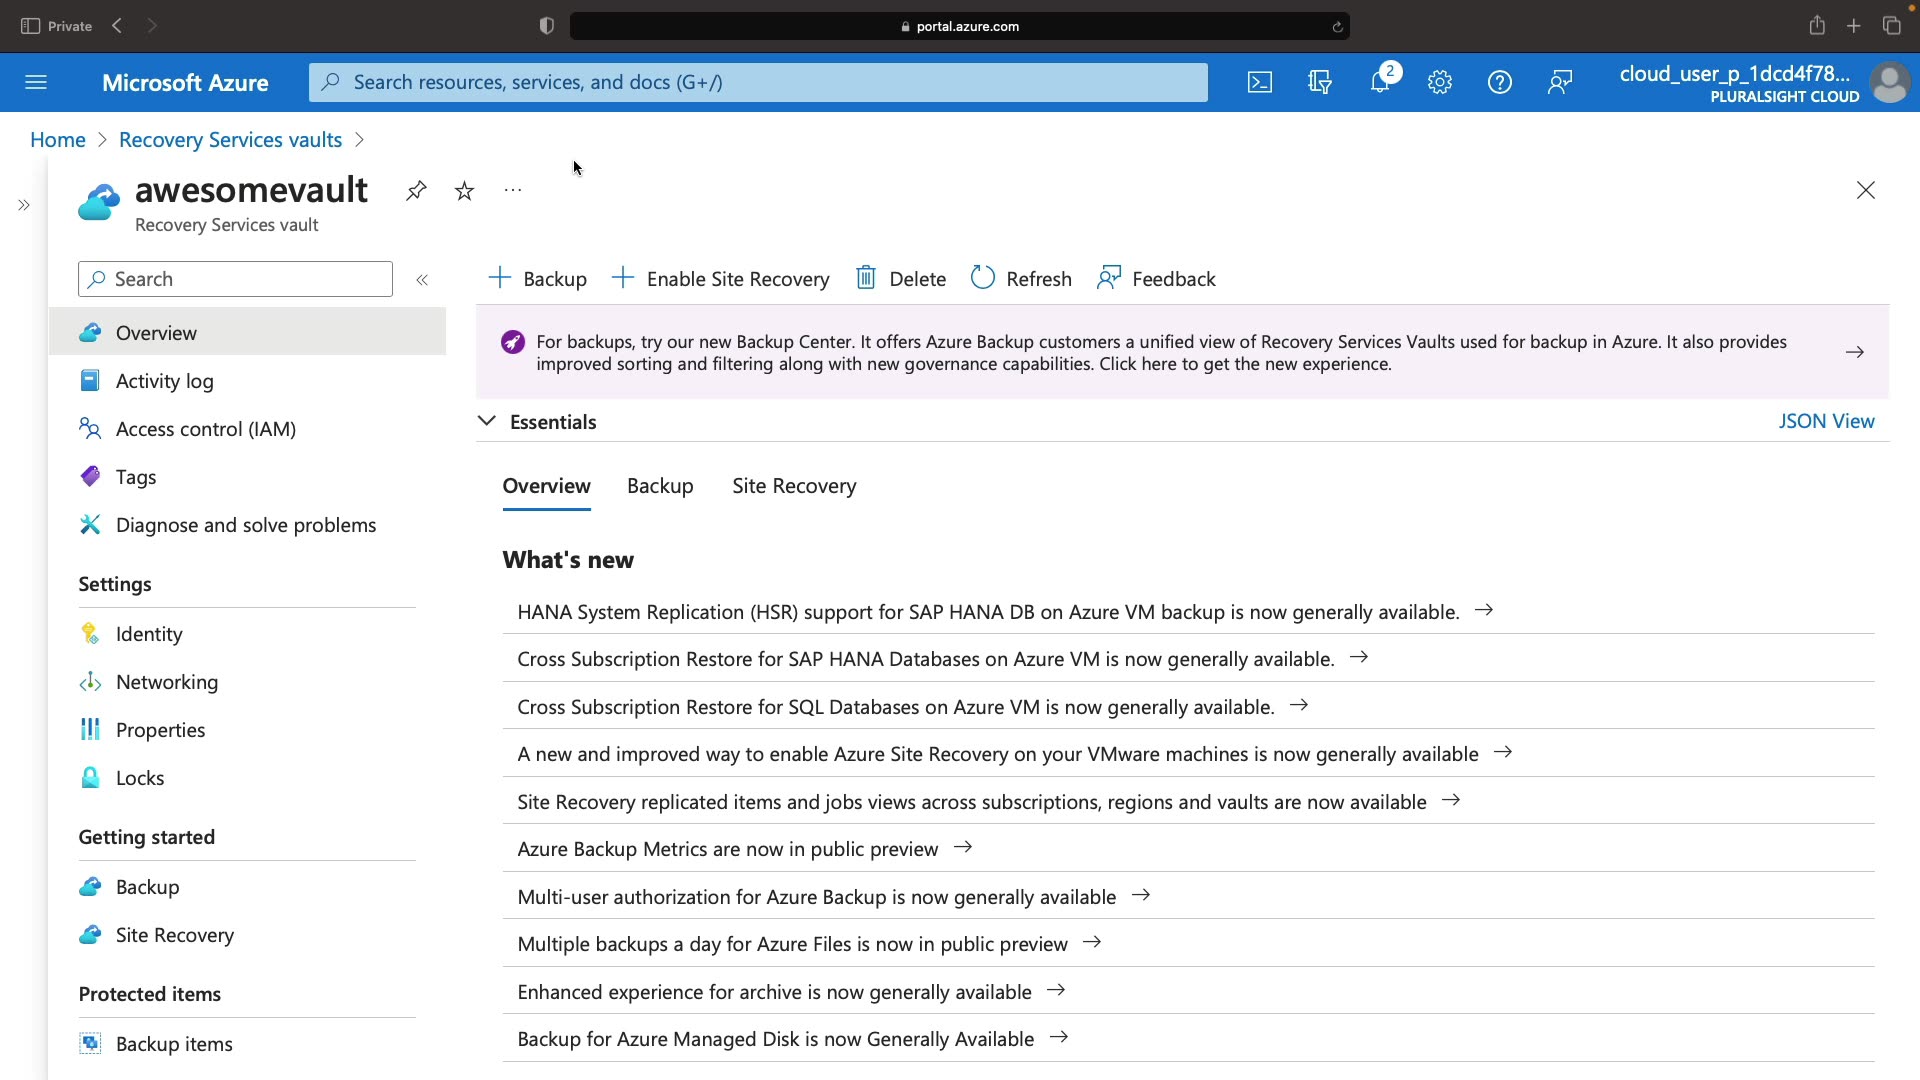 Private
portal.azure.com
Microsoft Azure
Search resources, services, and docs (G+/)
2
cloud_user_p_1dcd4f78...
PLURALSIGHT CLOUD
Home
Recovery Services vaults
awesomevault
Recovery Services vault
Search
Backup
Enable Site Recovery
Delete
Refresh
Feedback
Overview
Activity log
Access control (IAM)
Tags
Diagnose and solve problems
Settings
Identity
Networking
Properties
Locks
Getting started
Backup
Site Recovery
Protected items
Backup items
For backups, try our new Backup Center. It offers Azure Backup customers a unified view of Recovery Services Vaults used for backup in Azure. It also provides
improved sorting and filtering along with new governance capabilities. Click here to get the new experience.
Essentials
JSON View
Overview
Backup
Site Recovery
What's new
HANA System Replication (HSR) support for SAP HANA DB on Azure VM backup is now generally available.
Cross Subscription Restore for SAP HANA Databases on Azure VM is now generally available.
Cross Subscription Restore for SQL Databases on Azure VM is now generally available.
A new and improved way to enable Azure Site Recovery on your VMware machines is now generally available
Site Recovery replicated items and jobs views across subscriptions, regions and vaults are now available
Azure Backup Metrics are now in public preview
Multi-user authorization for Azure Backup is now generally available
Multiple backups a day for Azure Files is now in public preview
Enhanced experience for archive is now generally available
Backup for Azure Managed Disk is now Generally Available